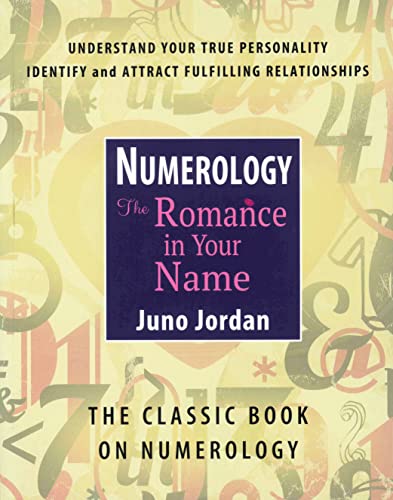 UNDERSTAND YOUR TRUE PERSONALITY
IDENTIFY and ATTRACT FULFILLING RELATIONSHIPS
NUMEROLOGY
The Romance
in Your
Name
Juno Jordan
THE CLASSIC BOOK
ON NUMEROLOGY